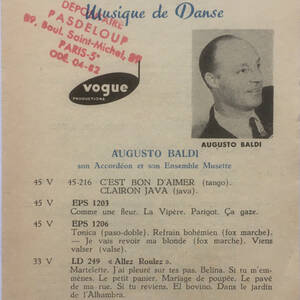 Musique de Danse
DÉPOSITAIRE
PASDELOUP
89, Boul. Saint-Michel, 89
PARIS-5e
ODÉ. 04-82
vogue
PRODUCTIONS
AUGUSTO BALDI
AUGUSTO BALDI
son Accordéon et son Ensemble Musette
45 V 45-216 C'EST BON D'AIMER (tango).
CLAIRON JAVA (java).
45 V EPS 1203
Comme une fleur. La Vipère. Parigot. Ça gaze.
45 V EPS 1206
Tonica (paso-doble). Refrain bohémien (fox marche).
— Je vais revoir ma blonde (fox marche). Viens
valser (valse).
33 V LD 249 « Allez Roulez ».
Martelette. J'ai pleuré sur tes pas. Belina. Si tu m'em-
mènes. Le petit panier. Mariage de poupée. Le pavé
de ma rue. Si tu reviens. El bovino. Dans le jardin
de l'Alhambra.